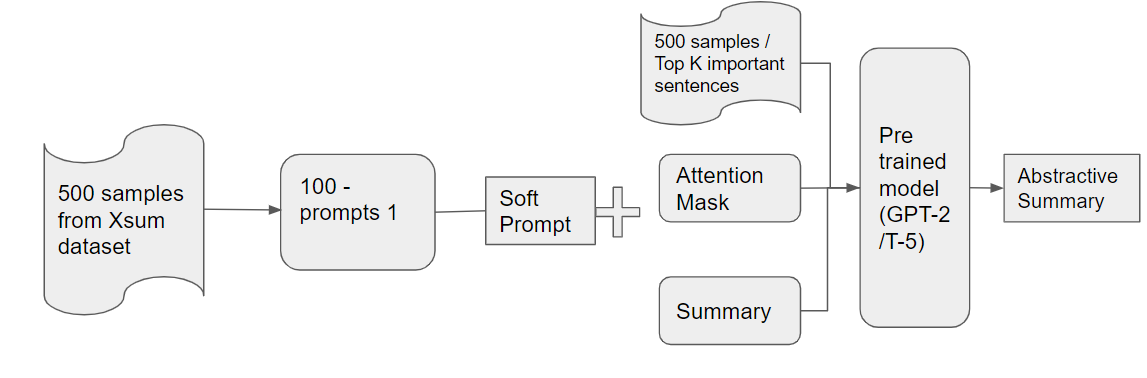 500 samples
from Xsum
dataset
100 -
prompts 1
Soft
Prompt
500 samples /
Top K important
sentences
Attention
Mask
Summary
Pre
trained
model
(GPT-2
/T-5)
Abstractive
Summary